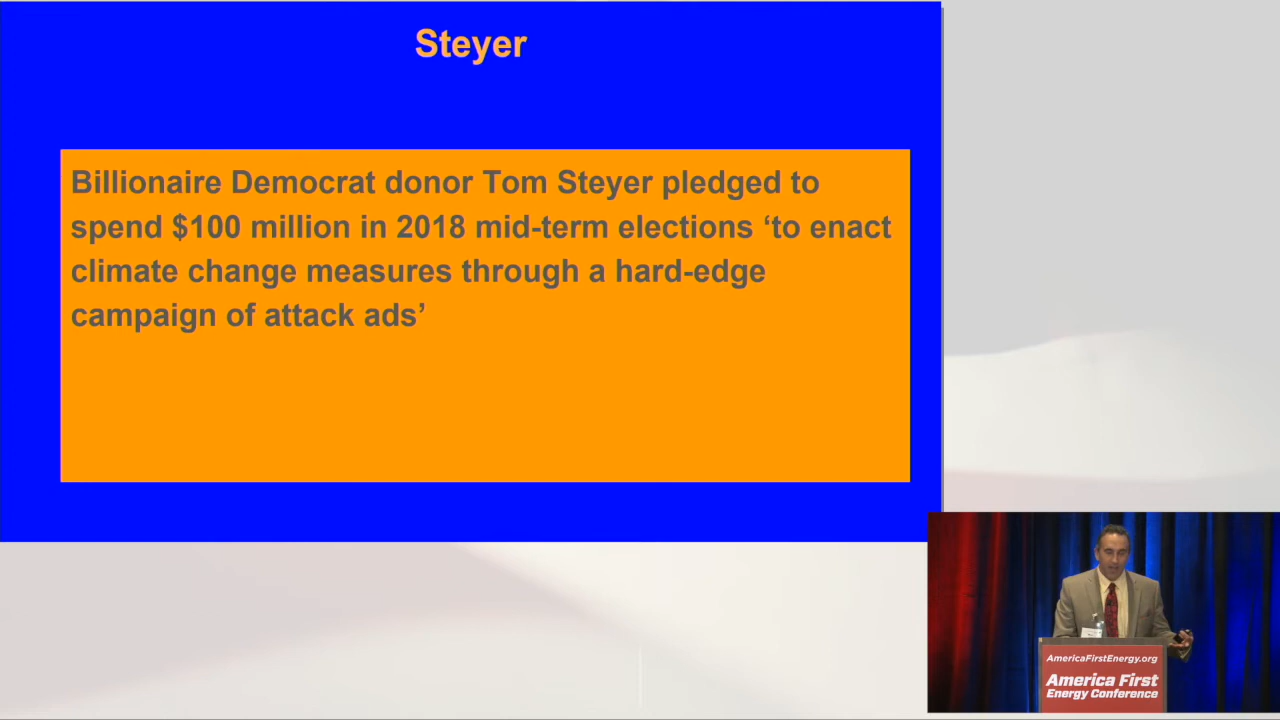 Steyer
Billionaire Democrat donor Tom Steyer pledged to
spend $100 million in 2018 mid-term elections ‘to enact
climate change measures through a hard-edge
campaign of attack ads’
AmericaFirstEnergy.org
America First
Energy Conference